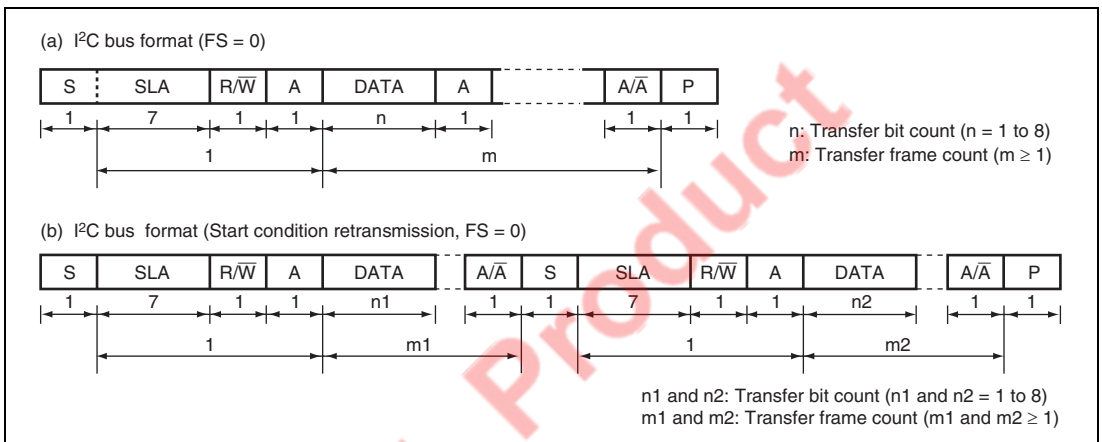 (a) I²C bus format (FS = 0)
S SLA R/W̅ A DATA A A/A̅ P
1 7 1 1 n 1 1 1
n: Transfer bit count (n = 1 to 8)
1 m
m: Transfer frame count (m ≥ 1)
(b) I²C bus format (Start condition retransmission, FS = 0)
S SLA R/W̅ A DATA A/A̅ S SLA R/W̅ A DATA A/A̅ P
1 7 1 1 n1 1 1 7 1 1 n2 1 1
1 m1 1 m2
n1 and n2: Transfer bit count (n1 and n2 = 1 to 8)
m1 and m2: Transfer frame count (m1 and m2 ≥ 1)
Product